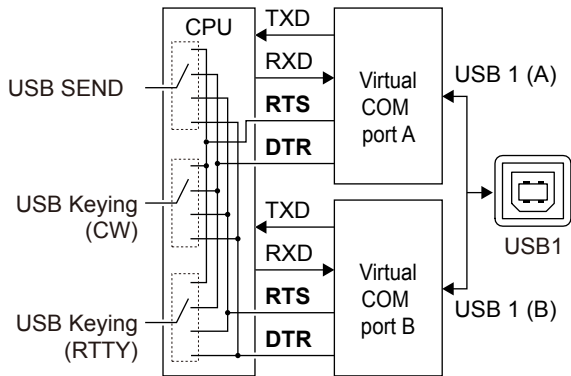 CPU
USB SEND
USB Keying
(CW)
USB Keying
(RTTY)
TXD
RXD
RTS
DTR
TXD
RXD
RTS
DTR
Virtual
COM
port A
Virtual
COM
port B
USB 1 (A)
USB1
USB 1 (B)